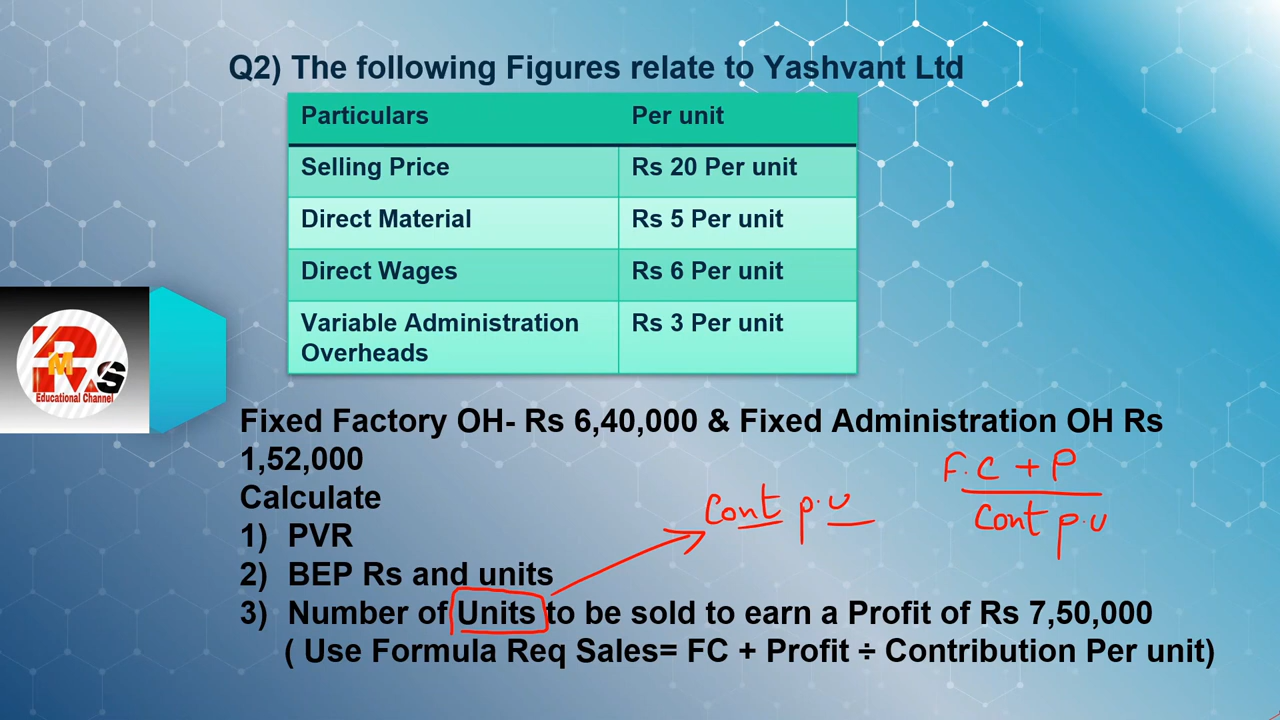 Q2) The following Figures relate to Yashvant Ltd
Particulars Per unit
Selling Price Rs 20 Per unit
Direct Material Rs 5 Per unit
Direct Wages Rs 6 Per unit
Variable Administration Rs 3 Per unit
Overheads
Educational Channel
Fixed Factory OH- Rs 6,40,000 & Fixed Administration OH Rs
1,52,000
F.C + P
Calculate
Cont p.u
Cont p.u
1) PVR
2) BEP Rs and units
3) Number of Units to be sold to earn a Profit of Rs 7,50,000
( Use Formula Req Sales= FC + Profit ÷ Contribution Per unit)